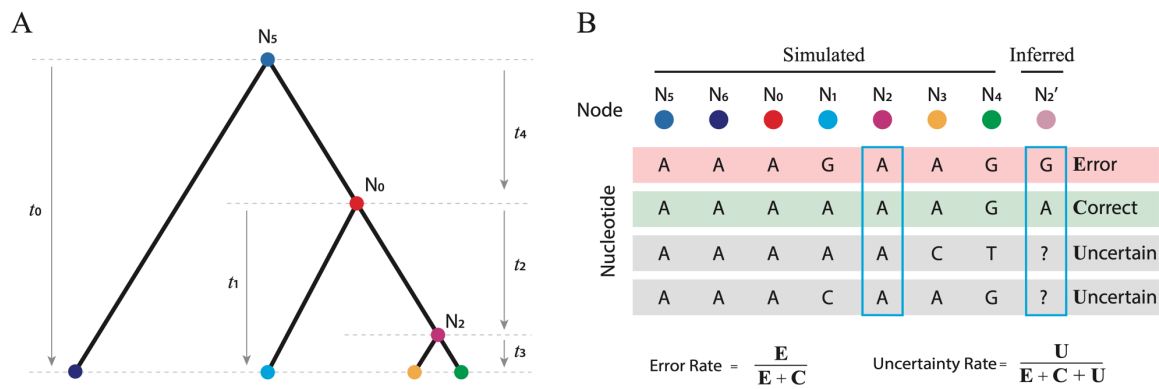 A
N5
t4
N0
t0
t1
t2
N2
t3
B
Simulated Inferred
Node N5 N6 N0 N1 N2 N3 N4 N2′
Nucleotide
A A A G A A G G Error
A A A A A A G A Correct
A A A A A C T ? Uncertain
A A A C A A G ? Uncertain
Error Rate = E / E + C
Uncertainty Rate = U / E + C + U